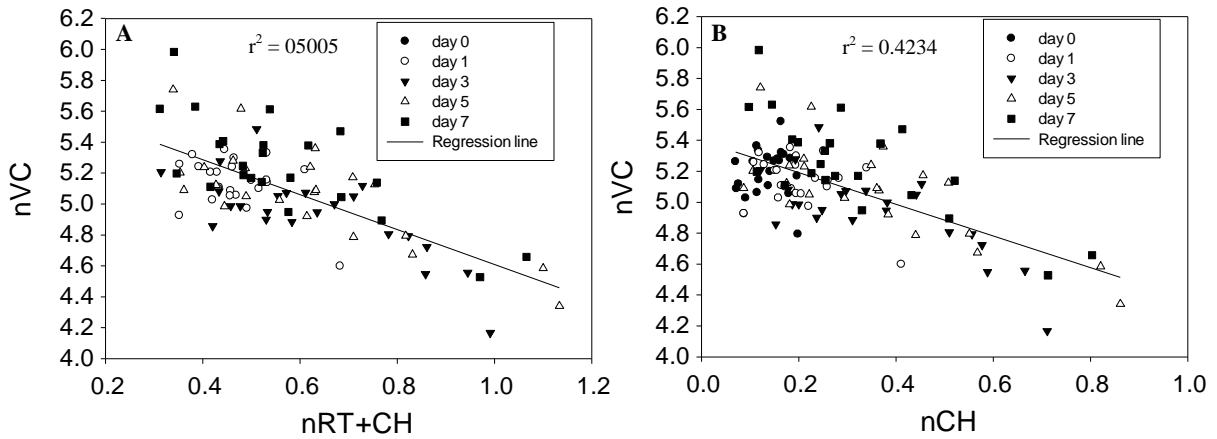 A
r² = 05005
day 0
day 1
day 3
day 5
day 7
Regression line
nVC
6.2
6.0
5.8
5.6
5.4
5.2
5.0
4.8
4.6
4.4
4.2
4.0
0.2 0.4 0.6 0.8 1.0 1.2
nRT+CH
B
r² = 0.4234
day 0
day 1
day 3
day 5
day 7
Regression line
nVC
6.2
6.0
5.8
5.6
5.4
5.2
5.0
4.8
4.6
4.4
4.2
4.0
0.0 0.2 0.4 0.6 0.8 1.0
nCH